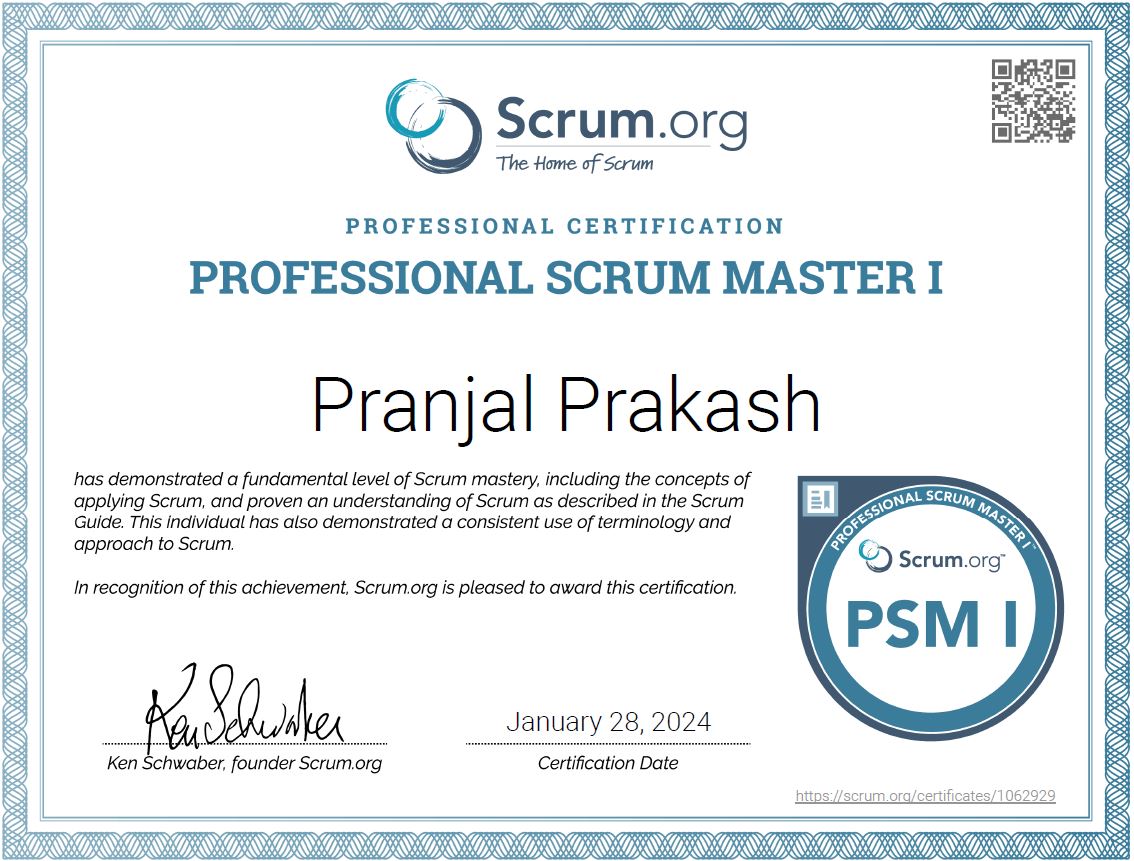 Scrum.org
The Home of Scrum
PROFESSIONAL CERTIFICATION
PROFESSIONAL SCRUM MASTER I
Pranjal Prakash
has demonstrated a fundamental level of Scrum mastery, including the concepts of
applying Scrum, and proven an understanding of Scrum as described in the Scrum
Guide. This individual has also demonstrated a consistent use of terminology and
approach to Scrum.
In recognition of this achievement, Scrum.org is pleased to award this certification.
PROFESSIONAL SCRUM MASTER I™
Scrum.org™
PSM I
Ken Schwaber
January 28, 2024
Ken Schwaber, founder Scrum.org
Certification Date
https://scrum.org/certificates/1062929